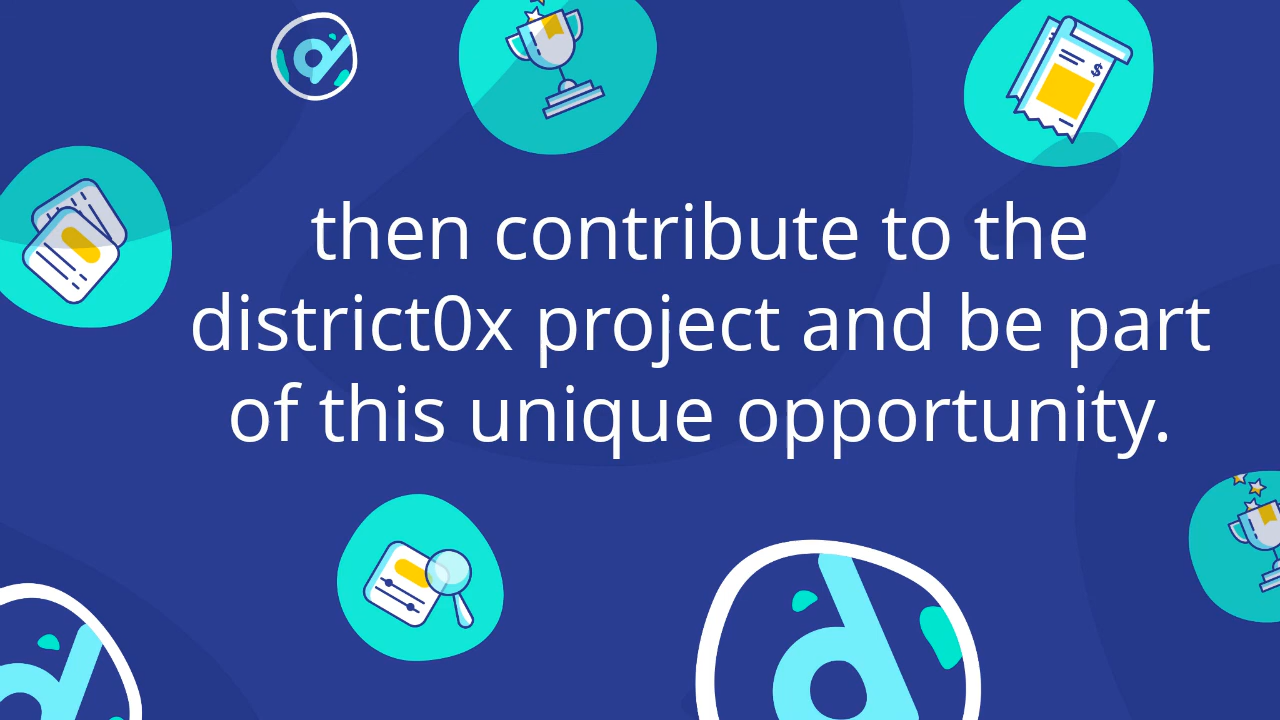 then contribute to the
district0x project and be part
of this unique opportunity.